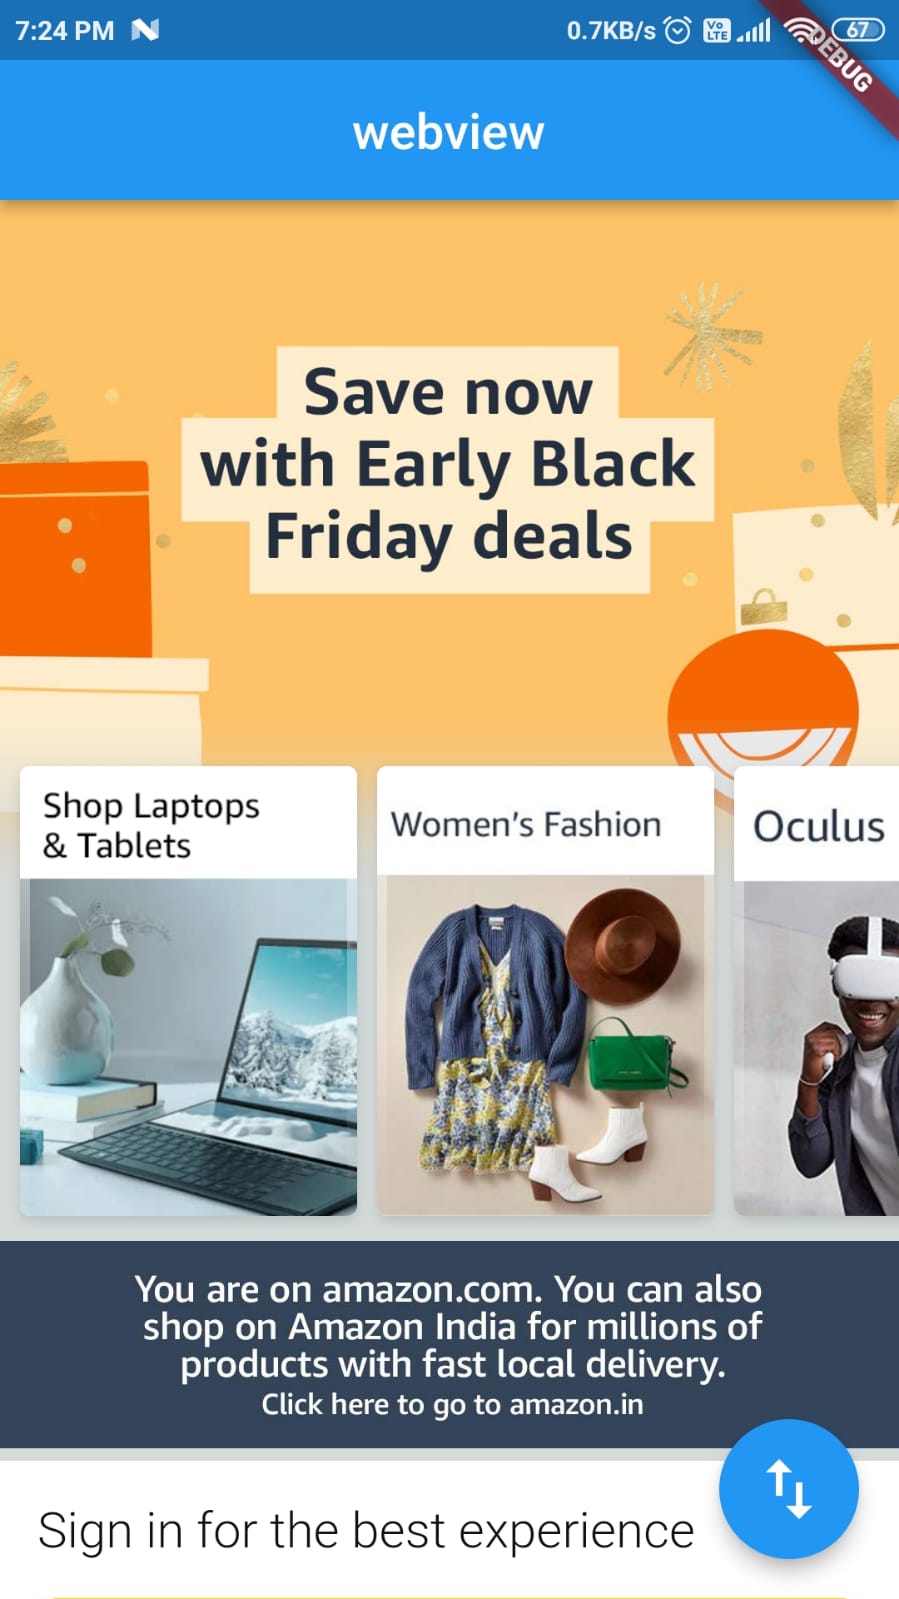 7:24 PM
0.7KB/s
Vo
LTE
67
DEBUG
webview
Save now
with Early Black
Friday deals
Shop Laptops
& Tablets
Women's Fashion
Oculus
You are on amazon.com. You can also
shop on Amazon India for millions of
products with fast local delivery.
Click here to go to amazon.in
Sign in for the best experience